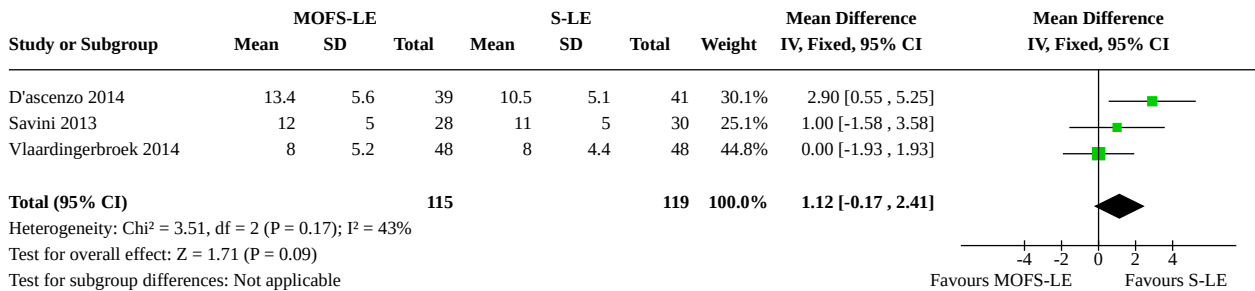 MOFS-LE S-LE Mean Difference Mean Difference
Study or Subgroup Mean SD Total Mean SD Total Weight IV, Fixed, 95% CI IV, Fixed, 95% CI
D'ascenzo 2014 13.4 5.6 39 10.5 5.1 41 30.1% 2.90 [0.55 , 5.25]
Savini 2013 12 5 28 11 5 30 25.1% 1.00 [-1.58 , 3.58]
Vlaardingerbroek 2014 8 5.2 48 8 4.4 48 44.8% 0.00 [-1.93 , 1.93]
Total (95% CI) 115 119 100.0% 1.12 [-0.17 , 2.41]
Heterogeneity: Chi² = 3.51, df = 2 (P = 0.17); I² = 43%
Test for overall effect: Z = 1.71 (P = 0.09) -4 -2 0 2 4
Test for subgroup differences: Not applicable Favours MOFS-LE Favours S-LE